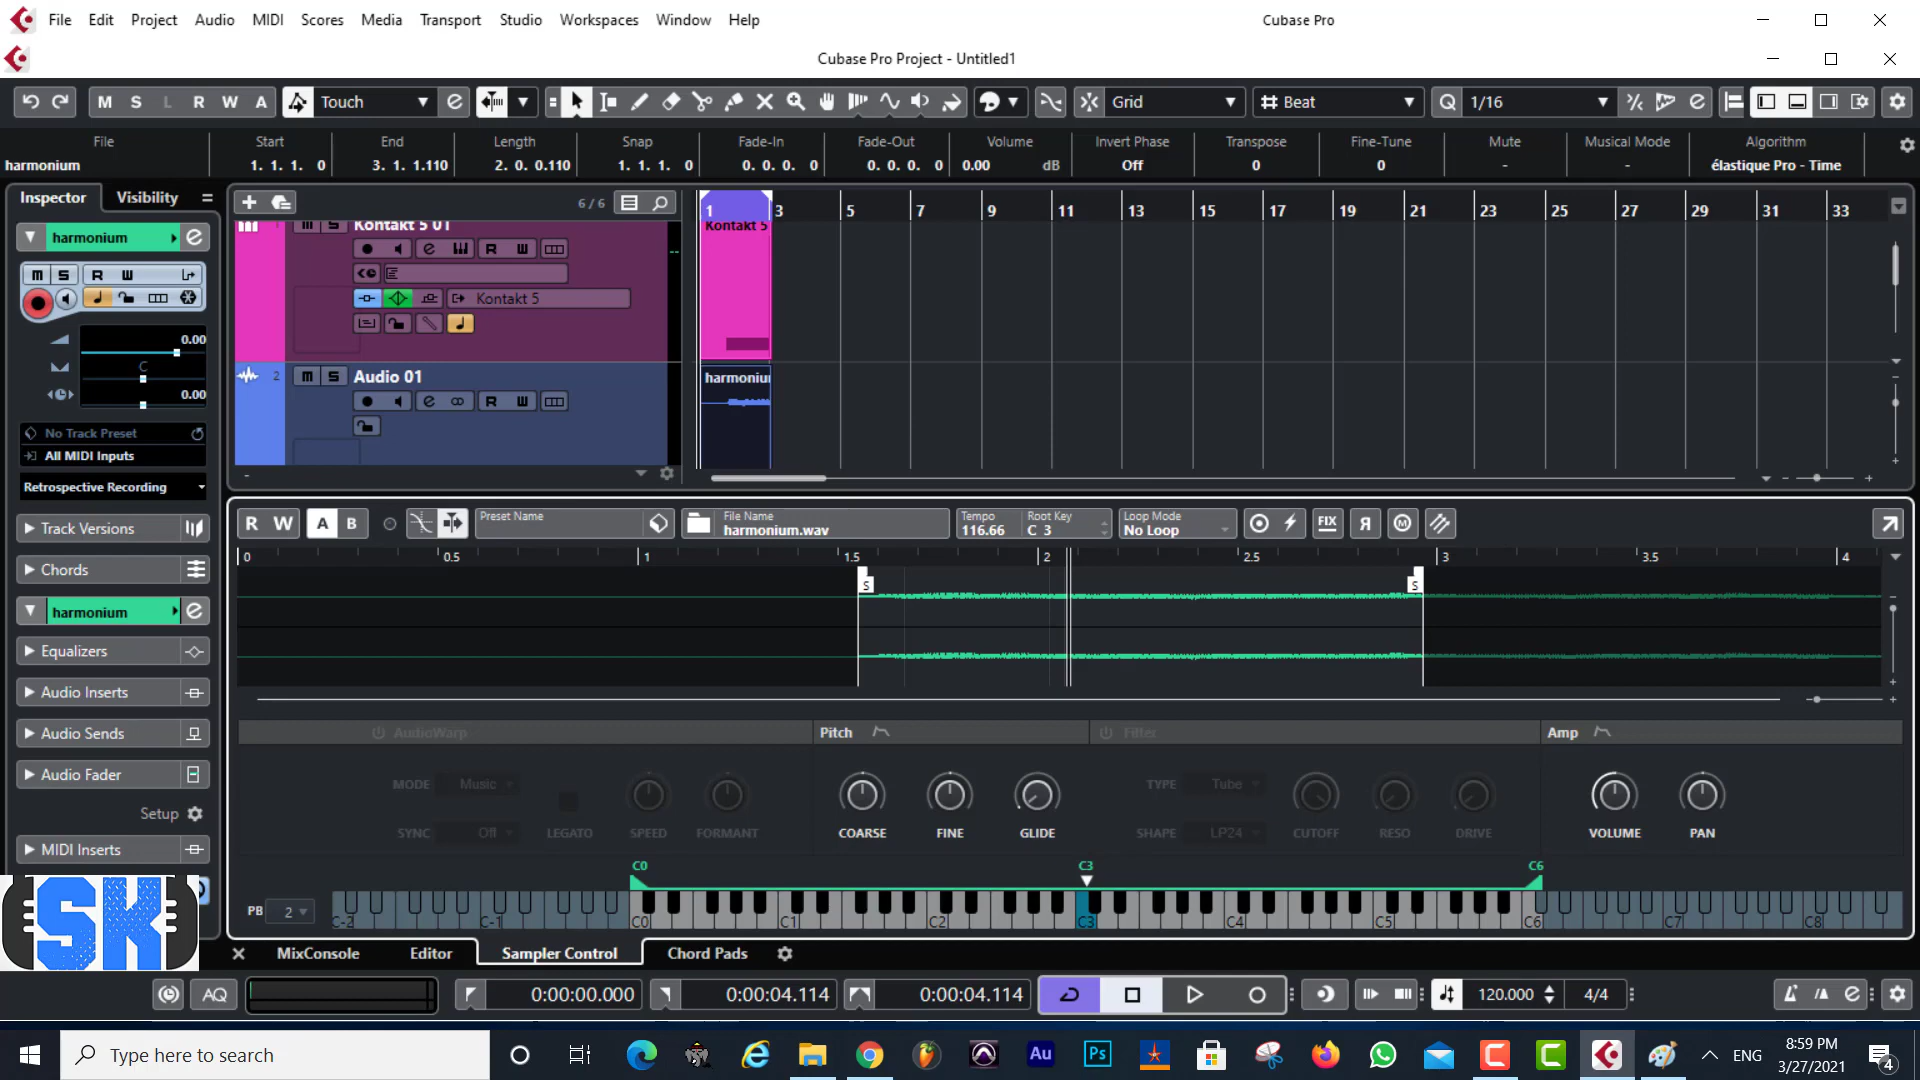 File Edit Project Audio MIDI Scores Media Transport Studio Workspaces Window Help Cubase Pro
Cubase Pro Project - Untitled1
M S L R W A Touch Grid Beat Q 1/16
File Start End Length Snap Fade-In Fade-Out Volume Invert Phase Transpose Fine-Tune Mute Musical Mode Algorithm
harmonium 1. 1. 1. 0 3. 1. 1.110 2. 0. 0.110 1. 1. 1. 0 0. 0. 0. 0 0. 0. 0. 0 0.00 dB Off 0 0 - - élastique Pro - Time
Inspector Visibility
6 / 6
1 3 5 7 9 11 13 15 17 19 21 23 25 27 29 31 33
harmonium
M S R W
0.00
C
0.00
No Track Preset
All MIDI Inputs
Retrospective Recording
Track Versions
Chords
harmonium
Equalizers
Audio Inserts
Audio Sends
Audio Fader
Setup
MIDI Inserts
SK
1 M S Kontakt 5 01
R W
Kontakt 5
2 M S Audio 01
R W
Kontakt 5
harmoniu
R W A B Preset Name File Name Tempo Root Key Loop Mode
harmonium.wav 116.66 C 3 No Loop FIX R M
0 0.5 1 1.5 2 2.5 3 3.5 4
S S
AudioWarp Pitch Filter Amp
MODE Music TYPE Tube
SYNC Off LEGATO SPEED FORMANT COARSE FINE GLIDE SHAPE LP24 CUTOFF RESO DRIVE VOLUME PAN
C0 C3 C6
PB 2 C-2 C-1 C0 C1 C2 C3 C4 C5 C6 C7 C8
MixConsole Editor Sampler Control Chord Pads
AQ 0:00:00.000 0:00:04.114 0:00:04.114 120.000 4/4
Type here to search Au Ps ENG 8:59 PM
3/27/2021 4